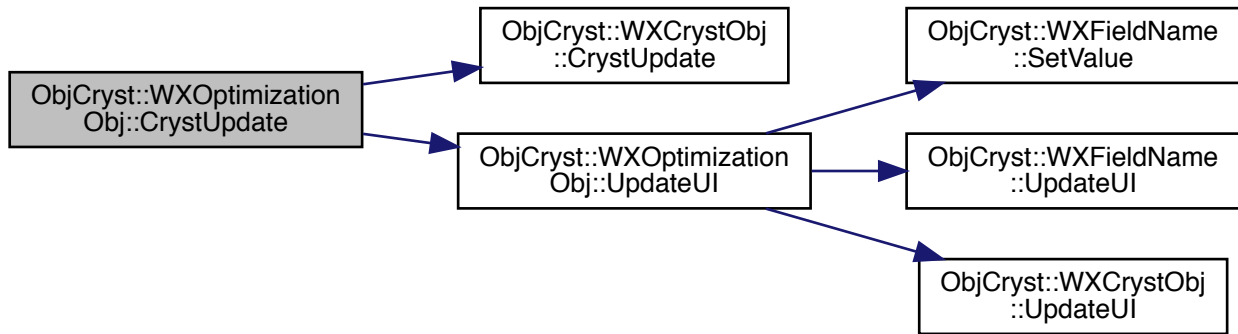 ObjCryst::WXOptimization
Obj::CrystUpdate
ObjCryst::WXCrystObj
::CrystUpdate
ObjCryst::WXOptimization
Obj::UpdateUI
ObjCryst::WXFieldName
::SetValue
ObjCryst::WXFieldName
::UpdateUI
ObjCryst::WXCrystObj
::UpdateUI